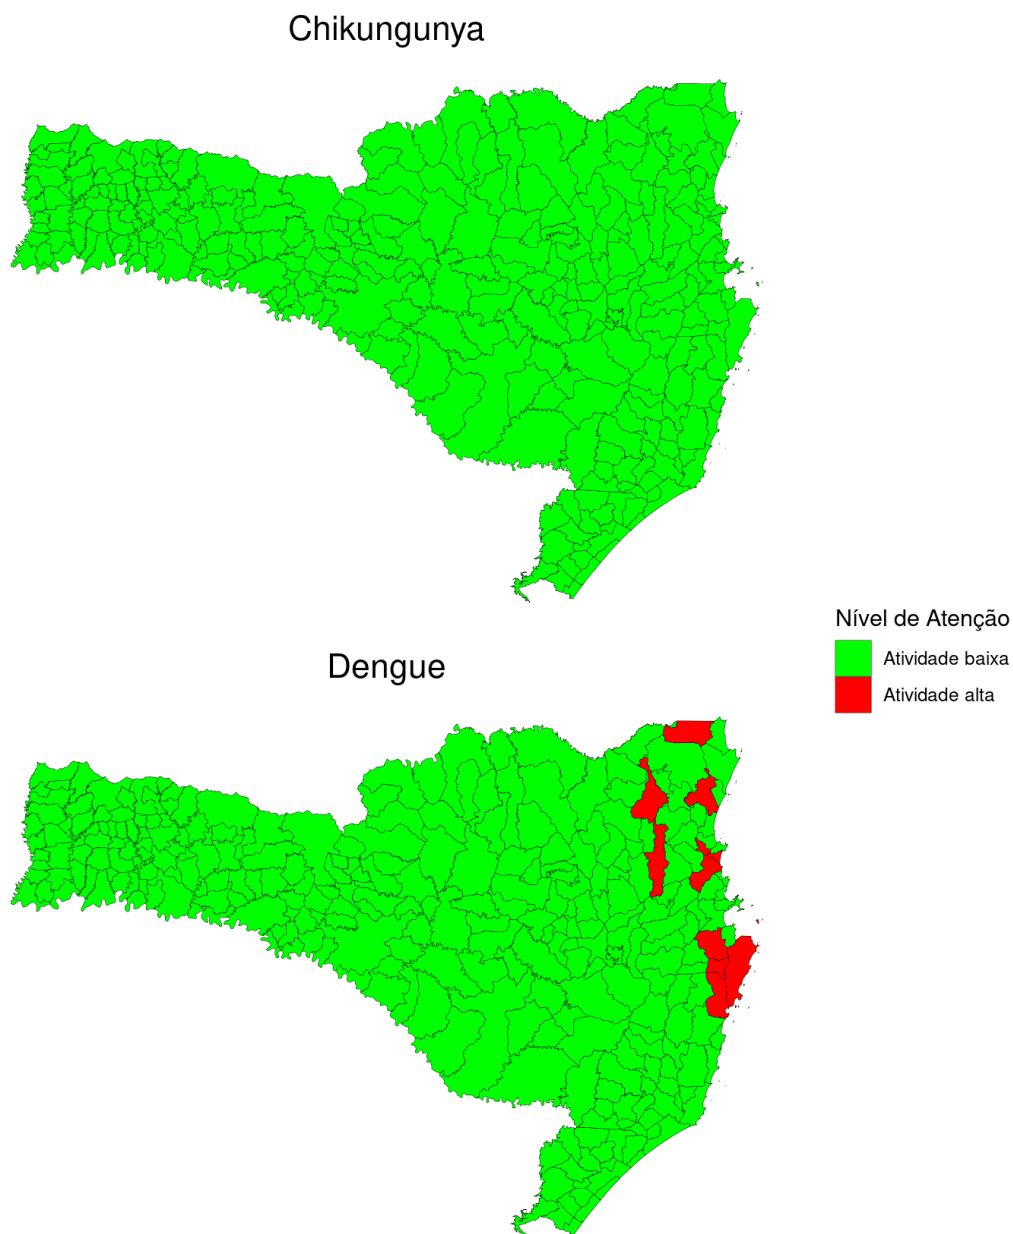 Chikungunya
Nível de Atenção
Atividade baixa
Atividade alta
Dengue